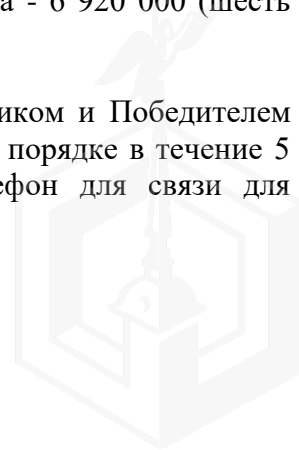 а - 6 920 000 (шесть
иком и Победителем
порядке в течение 5
ефон для связи для